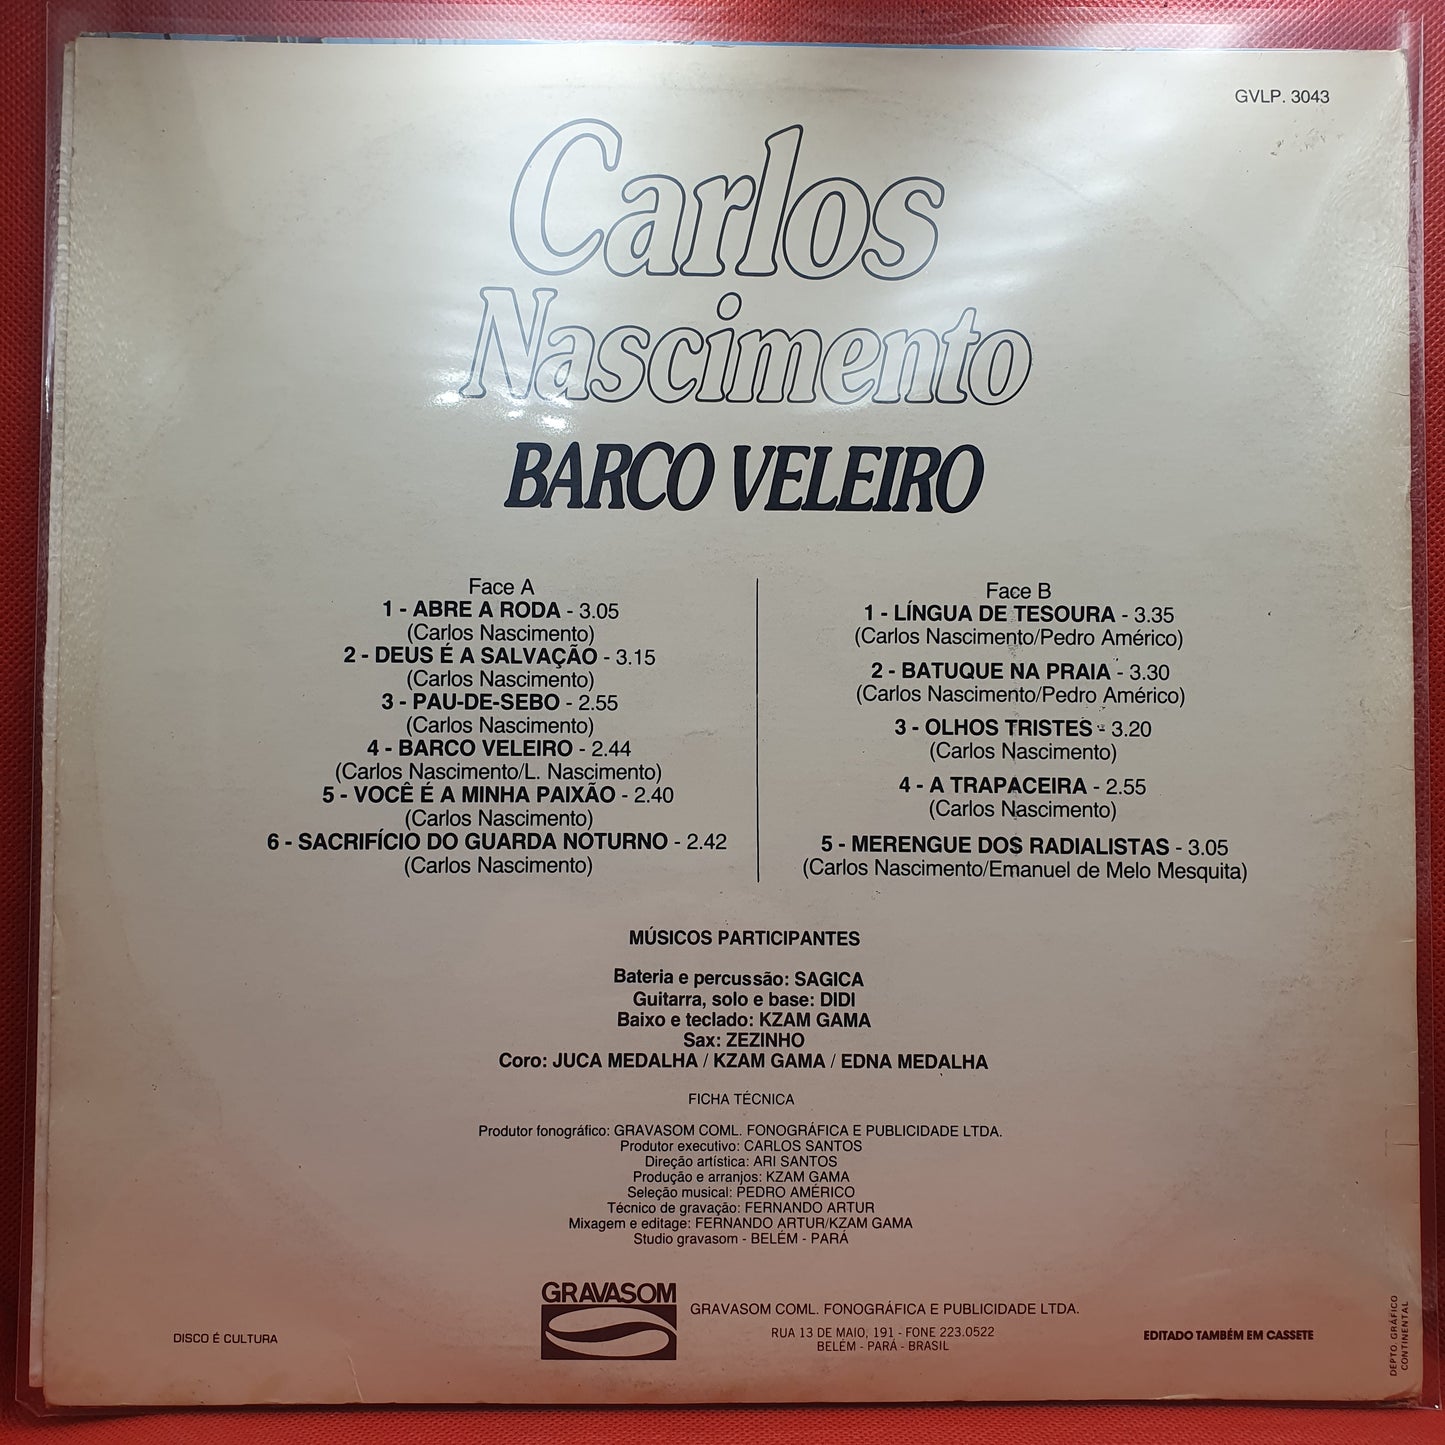 GVLP. 3043
Carlos
Nascimento
BARCO VELEIRO
Face A
1 - ABRE A RODA - 3.05
(Carlos Nascimento)
2 - DEUS É A SALVAÇÃO - 3.15
(Carlos Nascimento)
3 - PAU-DE-SEBO - 2.55
(Carlos Nascimento)
4 - BARCO VELEIRO - 2.44
(Carlos Nascimento/L. Nascimento)
5 - VOCÊ É A MINHA PAIXÃO - 2.40
(Carlos Nascimento)
6 - SACRIFÍCIO DO GUARDA NOTURNO - 2.42
(Carlos Nascimento)
Face B
1 - LÍNGUA DE TESOURA - 3.35
(Carlos Nascimento/Pedro Américo)
2 - BATUQUE NA PRAIA - 3.30
(Carlos Nascimento/Pedro Américo)
3 - OLHOS TRISTES - 3.20
(Carlos Nascimento)
4 - A TRAPACEIRA - 2.55
(Carlos Nascimento)
5 - MERENGUE DOS RADIALISTAS - 3.05
(Carlos Nascimento/Emanuel de Melo Mesquita)
MÚSICOS PARTICIPANTES
Bateria e percussão: SAGICA
Guitarra, solo e base: DIDI
Baixo e teclado: KZAM GAMA
Sax: ZEZINHO
Coro: JUCA MEDALHA / KZAM GAMA / EDNA MEDALHA
FICHA TÉCNICA
Produtor fonográfico: GRAVASOM COML. FONOGRÁFICA E PUBLICIDADE LTDA.
Produtor executivo: CARLOS SANTOS
Direção artística: ARI SANTOS
Produção e arranjos: KZAM GAMA
Seleção musical: PEDRO AMÉRICO
Técnico de gravação: FERNANDO ARTUR
Mixagem e editage: FERNANDO ARTUR/KZAM GAMA
Studio gravasom - BELÉM - PARÁ
GRAVASOM
GRAVASOM COML. FONOGRÁFICA E PUBLICIDADE LTDA.
RUA 13 DE MAIO, 191 - FONE 223.0522
BELÉM - PARÁ - BRASIL
DISCO É CULTURA
EDITADO TAMBÉM EM CASSETE
DEPTO. GRÁFICO
CONTINENTAL